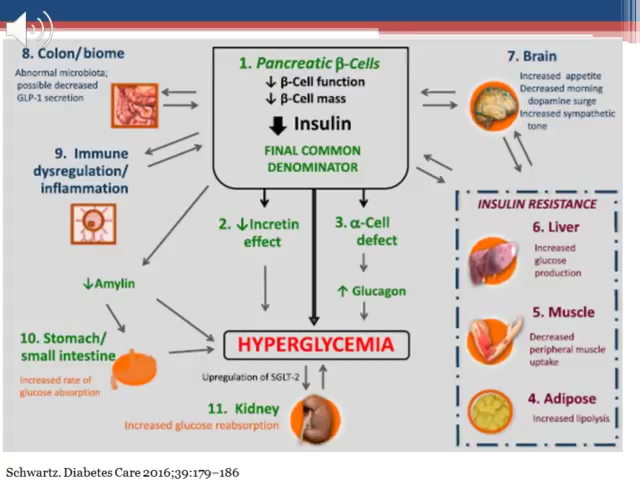 8. Colon/biome
Abnormal microbiota;
possible decreased
GLP-1 secretion
1. Pancreatic β-Cells
↓ β-Cell function
↓ β-Cell mass
↓ Insulin
FINAL COMMON
DENOMINATOR
7. Brain
Increased appetite
Decreased morning
dopamine surge
Increased sympathetic
tone
9. Immune
dysregulation/
inflammation
2. ↓Incretin
effect
3. α-Cell
defect
↑ Glucagon
INSULIN RESISTANCE
6. Liver
Increased
glucose
production
5. Muscle
Decreased
peripheral muscle
uptake
4. Adipose
Increased lipolysis
↓Amylin
10. Stomach/
small intestine
Increased rate of
glucose absorption
HYPERGLYCEMIA
Upregulation of SGLT-2
11. Kidney
Increased glucose reabsorption
Schwartz. Diabetes Care 2016;39:179–186